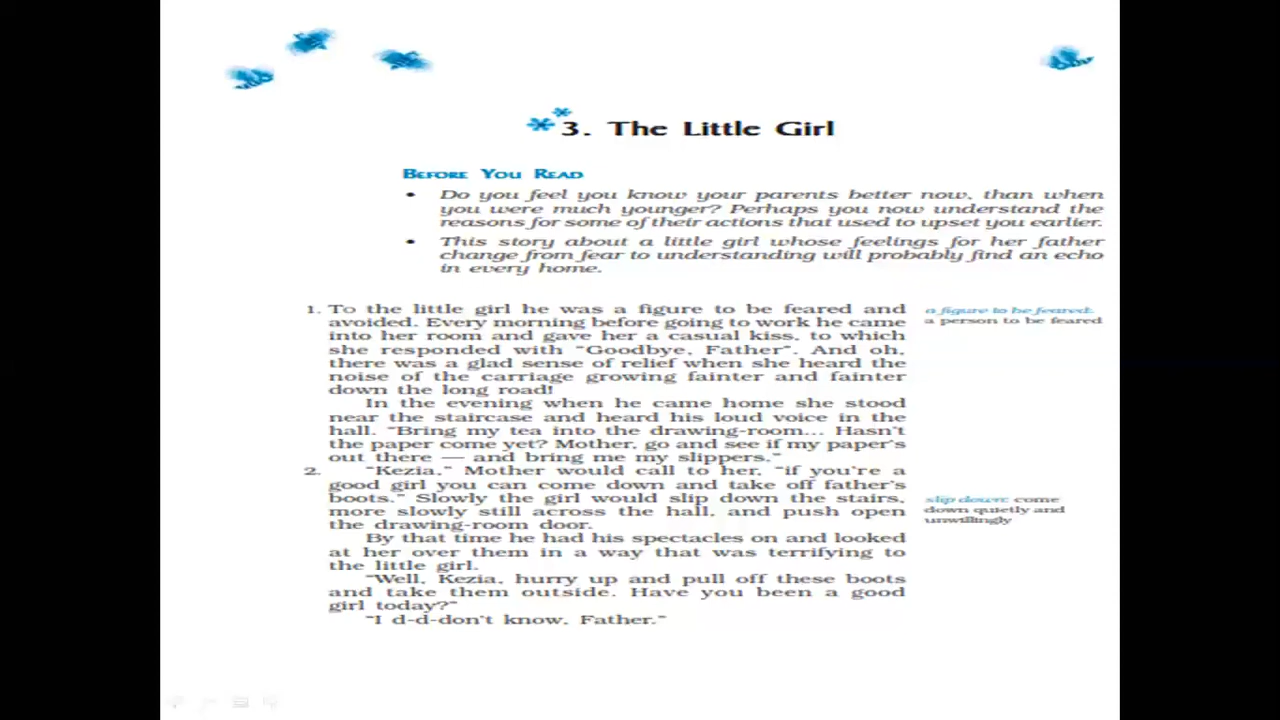 3. The Little Girl
BEFORE YOU READ
• Do you feel you know your parents better now, than when
you were much younger? Perhaps you now understand the
reasons for some of their actions that used to upset you earlier.
• This story about a little girl whose feelings for her father
change from fear to understanding will probably find an echo
in every home.
1. To the little girl he was a figure to be feared and
avoided. Every morning before going to work he came
into her room and gave her a casual kiss, to which
she responded with “Goodbye, Father”. And oh,
there was a glad sense of relief when she heard the
noise of the carriage growing fainter and fainter
down the long road!
In the evening when he came home she stood
near the staircase and heard his loud voice in the
hall. “Bring my tea into the drawing-room... Hasn't
the paper come yet? Mother, go and see if my paper's
out there — and bring me my slippers.”
2. “Kezia,” Mother would call to her, “if you're a
good girl you can come down and take off father's
boots.” Slowly the girl would slip down the stairs,
more slowly still across the hall, and push open
the drawing-room door.
By that time he had his spectacles on and looked
at her over them in a way that was terrifying to
the little girl.
“Well, Kezia, hurry up and pull off these boots
and take them outside. Have you been a good
girl today?”
“I d-d-don't know, Father.”
a figure to be feared:
a person to be feared
slip down: come
down quietly and
unwillingly